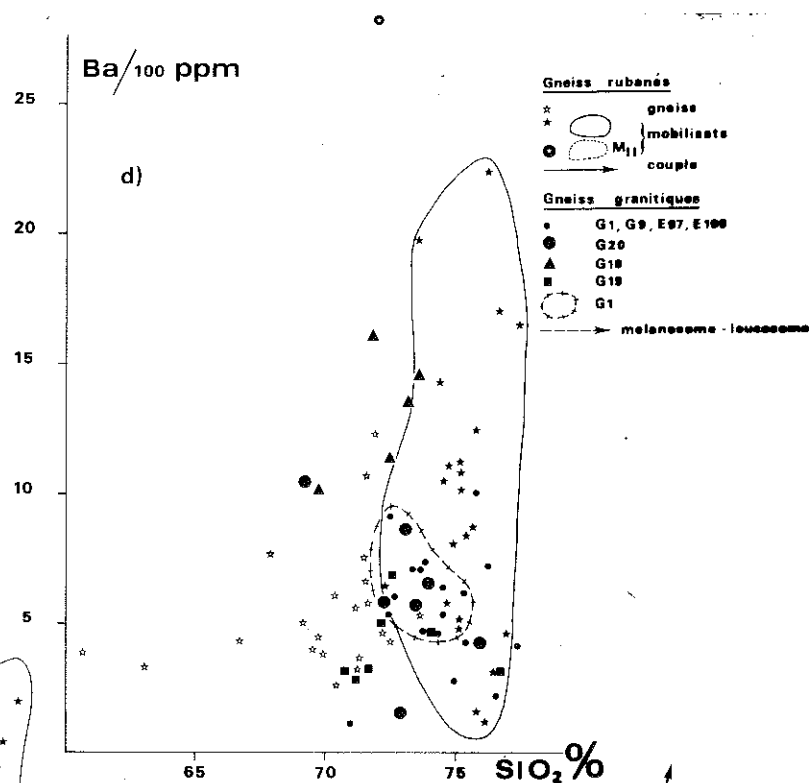 Ba/100 ppm
25
d)
20
15
10
5
65
70
75
SiO2%
Gneiss rubanés
gneiss
mobilisats
MII
couple
Gneiss granitiques
G1, G9, E97, E100
G20
G18
G19
G1
melanosome - leucosome